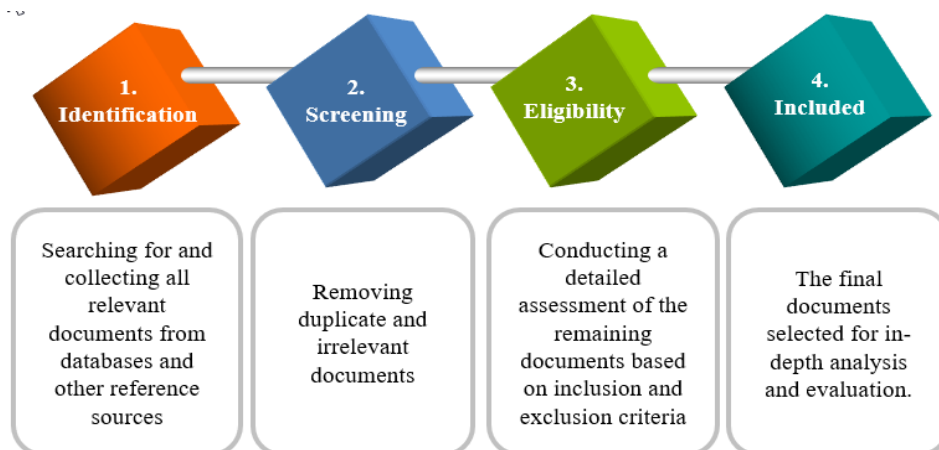 1.
Identification
2.
Screening
3.
Eligibility
4.
Included
Searching for and
collecting all
relevant
documents from
databases and
other reference
sources
Removing
duplicate and
irrelevant
documents
Conducting a
detailed
assessment of the
remaining
documents based
on inclusion and
exclusion criteria
The final
documents
selected for in-
depth analysis
and evaluation.